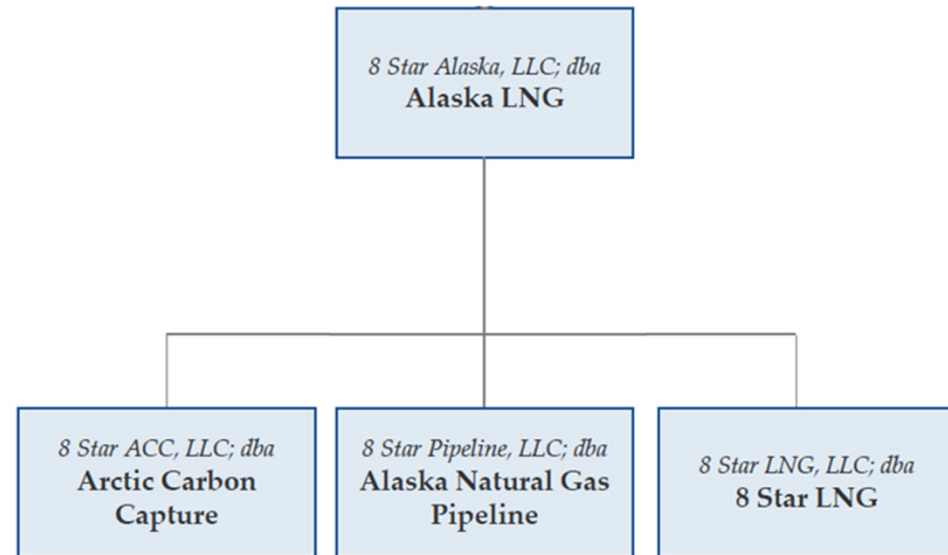 8 Star Alaska, LLC; dba
Alaska LNG
8 Star ACC, LLC; dba
Arctic Carbon
Capture
8 Star Pipeline, LLC; dba
Alaska Natural Gas
Pipeline
8 Star LNG, LLC; dba
8 Star LNG